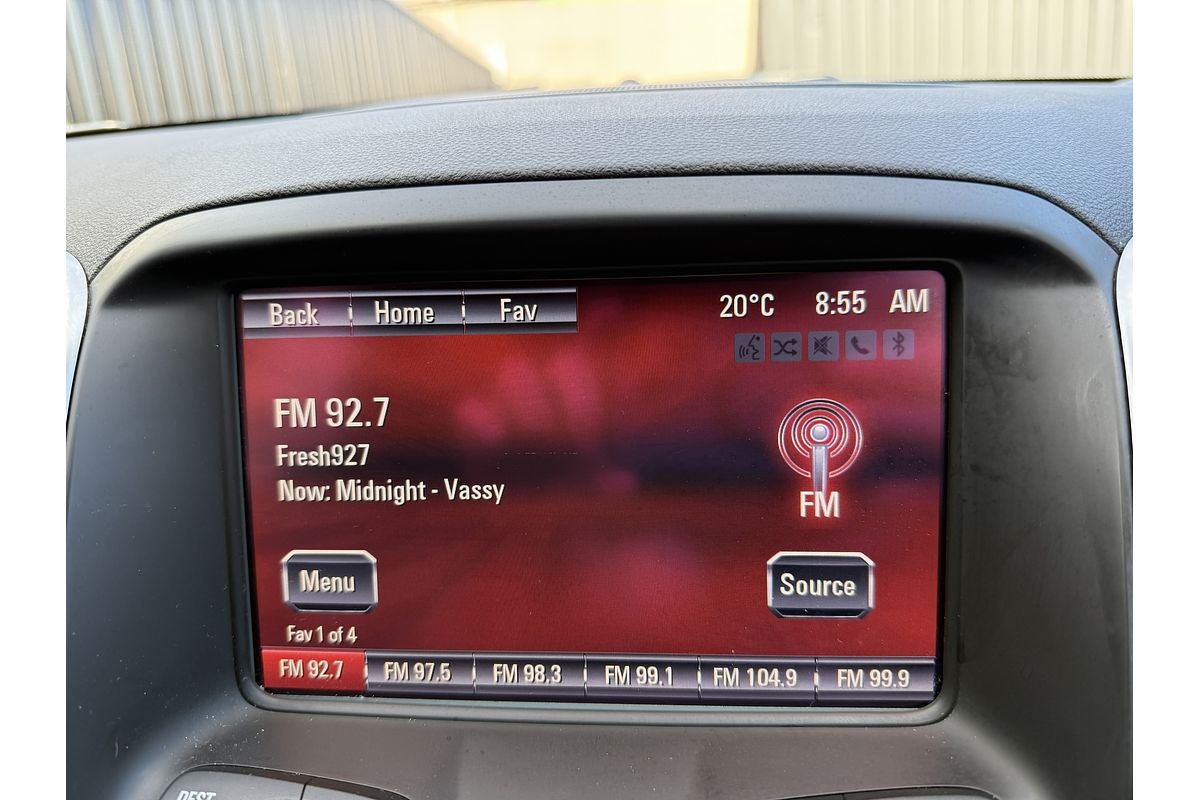 Back Home Fav 20°C 8:55 AM
FM 92.7
Fresh927
Now: Midnight - Vassy
FM
Menu Source
Fav 1 of 4
FM 92.7 FM 97.5 FM 98.3 FM 99.1 FM 104.9 FM 99.9
DEST